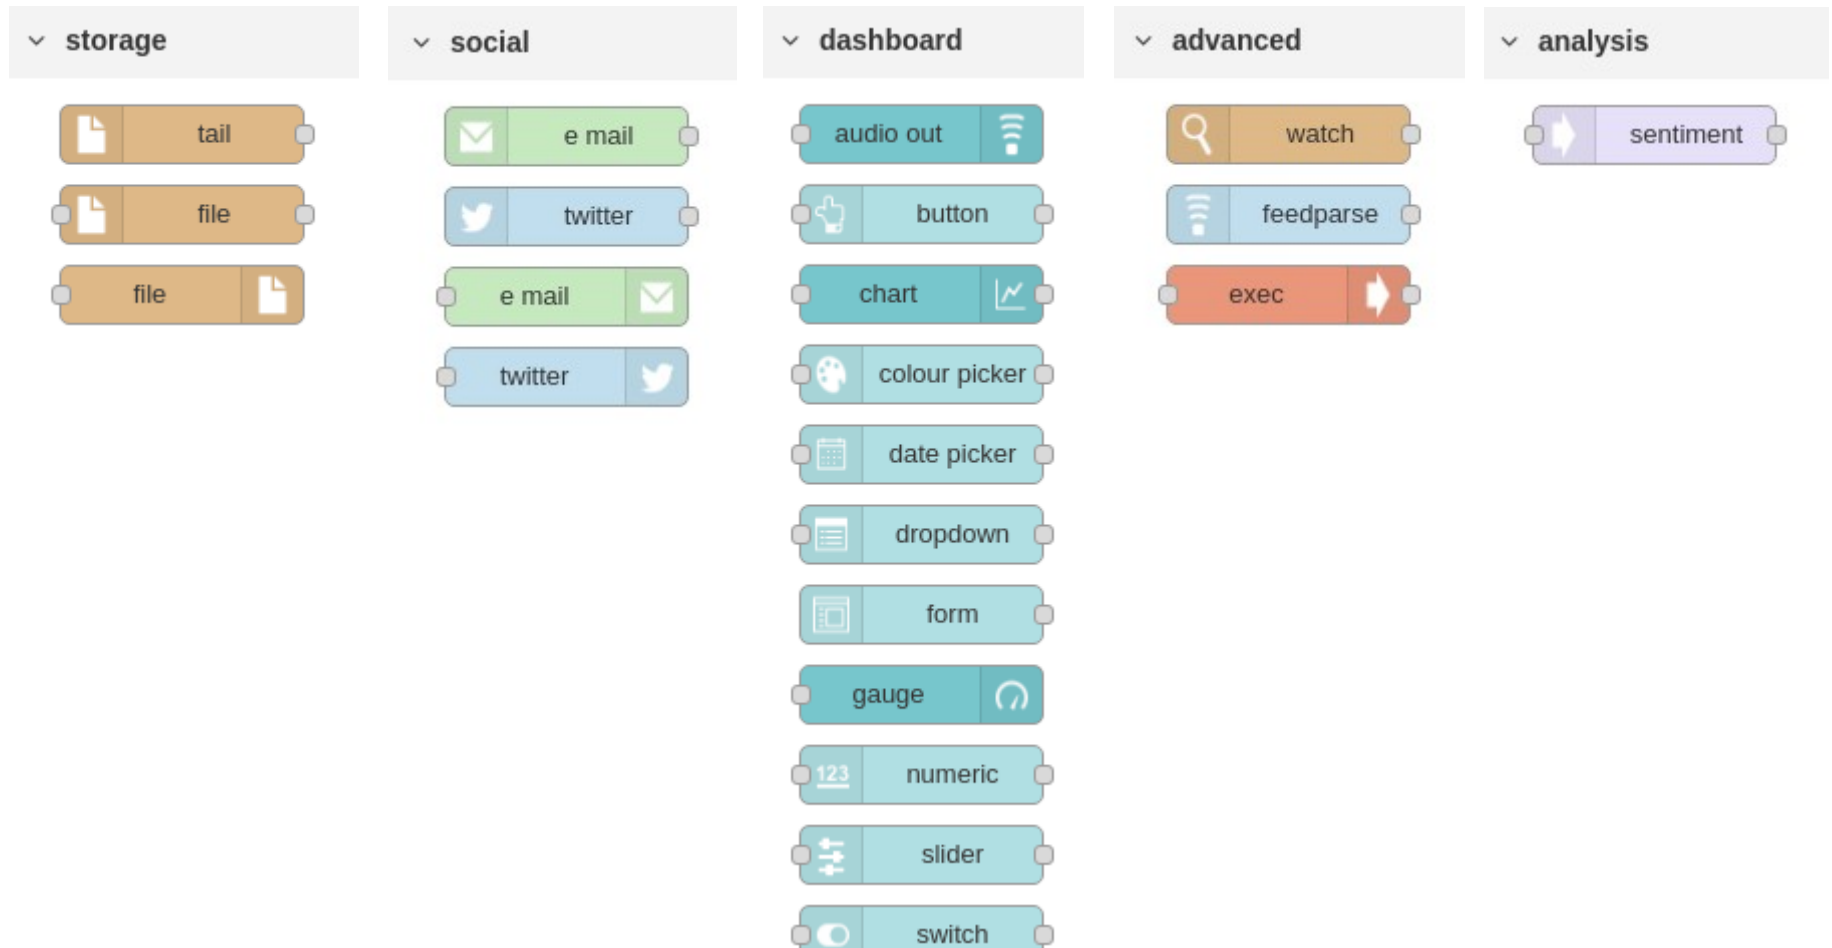 storage
tail
file
file
social
e mail
twitter
e mail
twitter
dashboard
audio out
button
chart
colour picker
date picker
dropdown
form
gauge
123
numeric
slider
switch
advanced
watch
feedparse
exec
analysis
sentiment